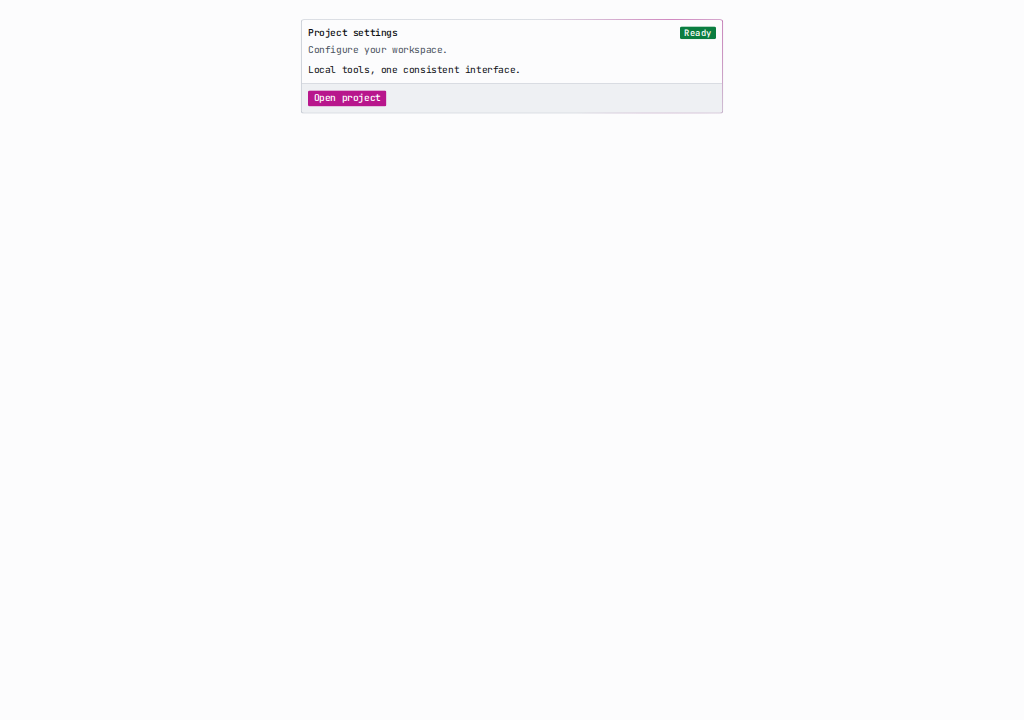 Project settings
Ready
Configure your workspace.
Local tools, one consistent interface.
Open project